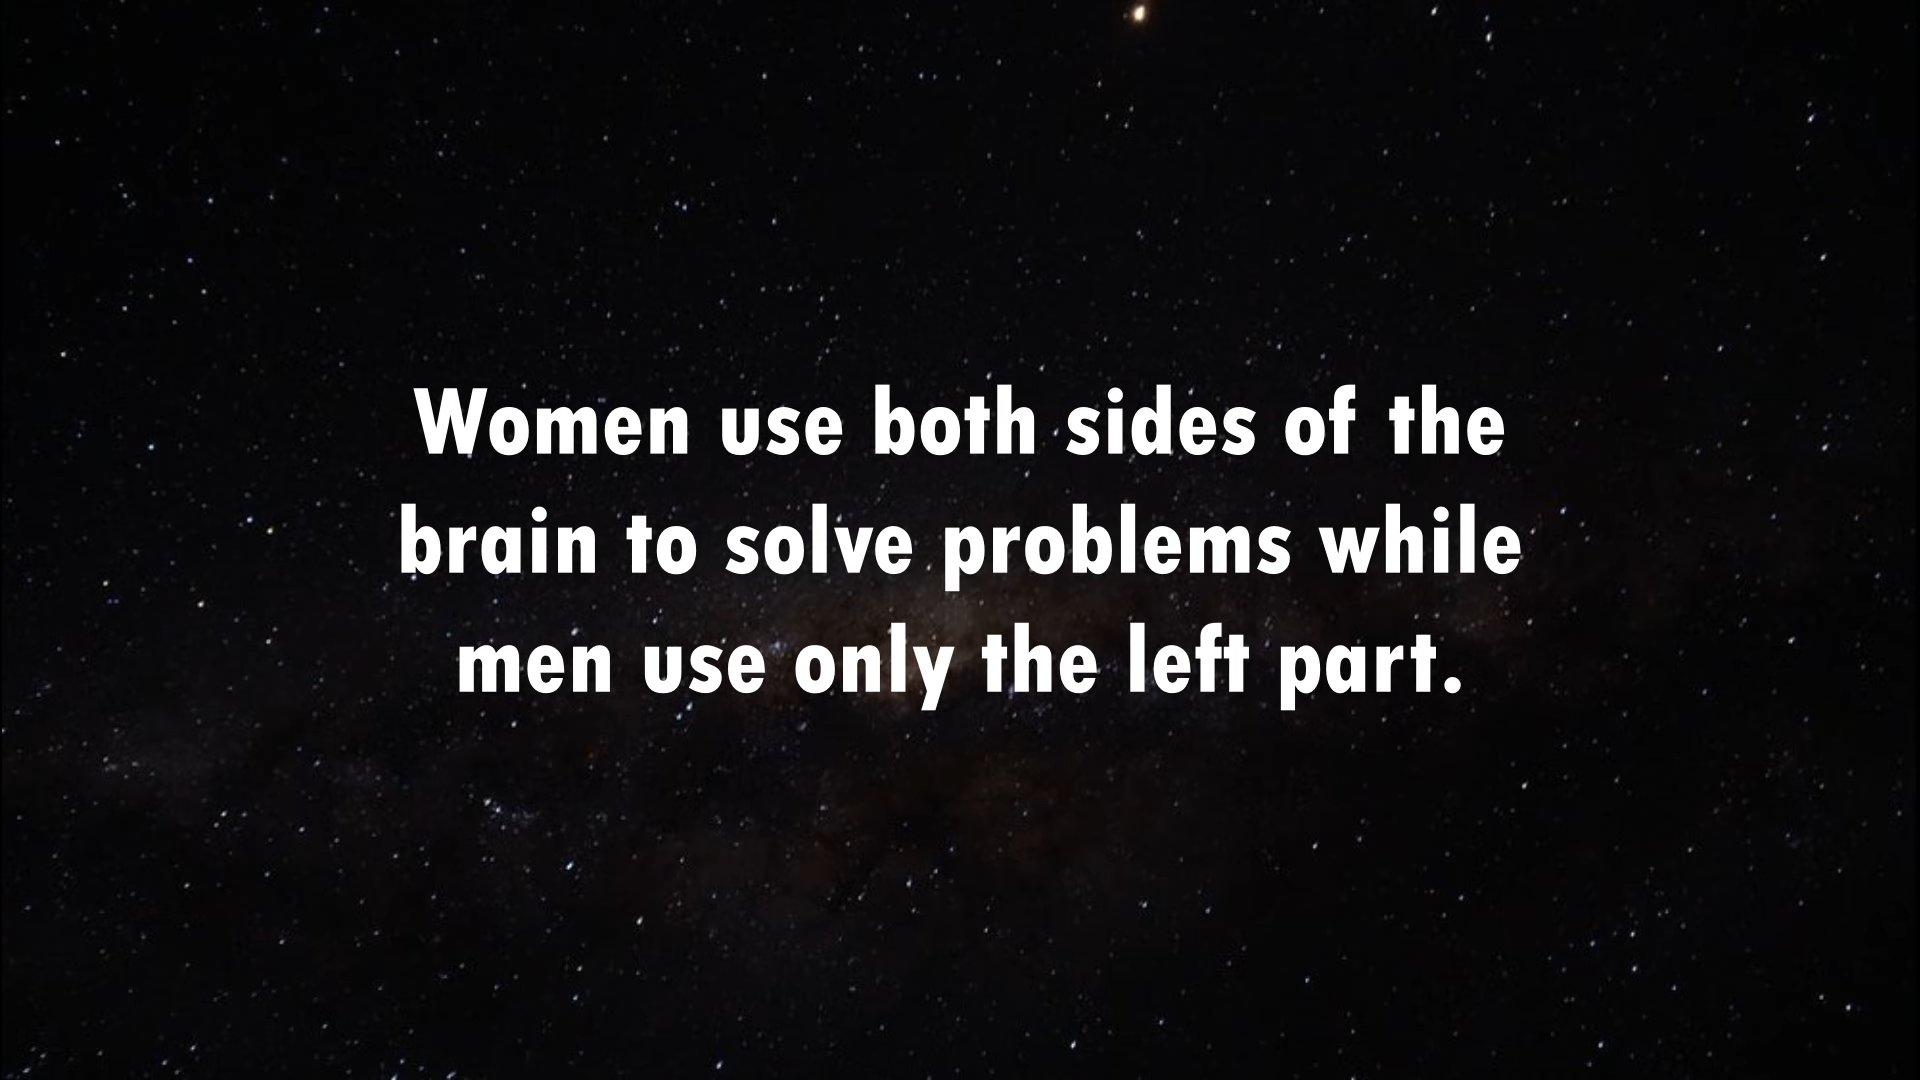 Women use both sides of the
brain to solve problems while
men use only the left part.